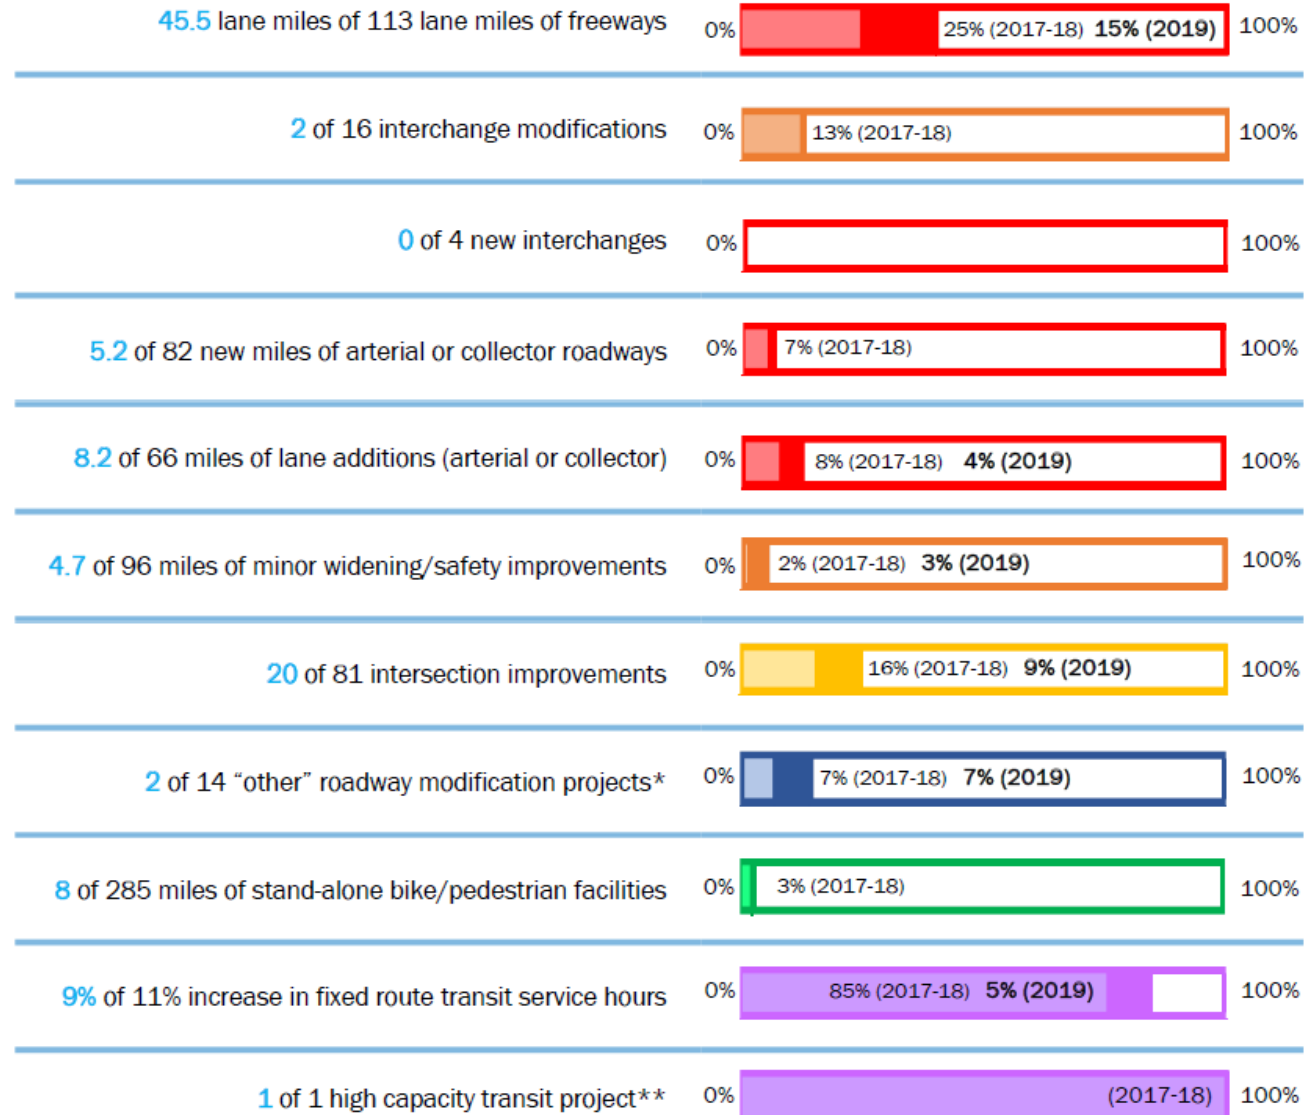 45.5 lane miles of 113 lane miles of freeways 0% 25% (2017-18) 15% (2019) 100%
2 of 16 interchange modifications 0% 13% (2017-18) 100%
0 of 4 new interchanges 0% 100%
5.2 of 82 new miles of arterial or collector roadways 0% 7% (2017-18) 100%
8.2 of 66 miles of lane additions (arterial or collector) 0% 8% (2017-18) 4% (2019) 100%
4.7 of 96 miles of minor widening/safety improvements 0% 2% (2017-18) 3% (2019) 100%
20 of 81 intersection improvements 0% 16% (2017-18) 9% (2019) 100%
2 of 14 “other” roadway modification projects* 0% 7% (2017-18) 7% (2019) 100%
8 of 285 miles of stand-alone bike/pedestrian facilities 0% 3% (2017-18) 100%
9% of 11% increase in fixed route transit service hours 0% 85% (2017-18) 5% (2019) 100%
1 of 1 high capacity transit project** 0% (2017-18) 100%